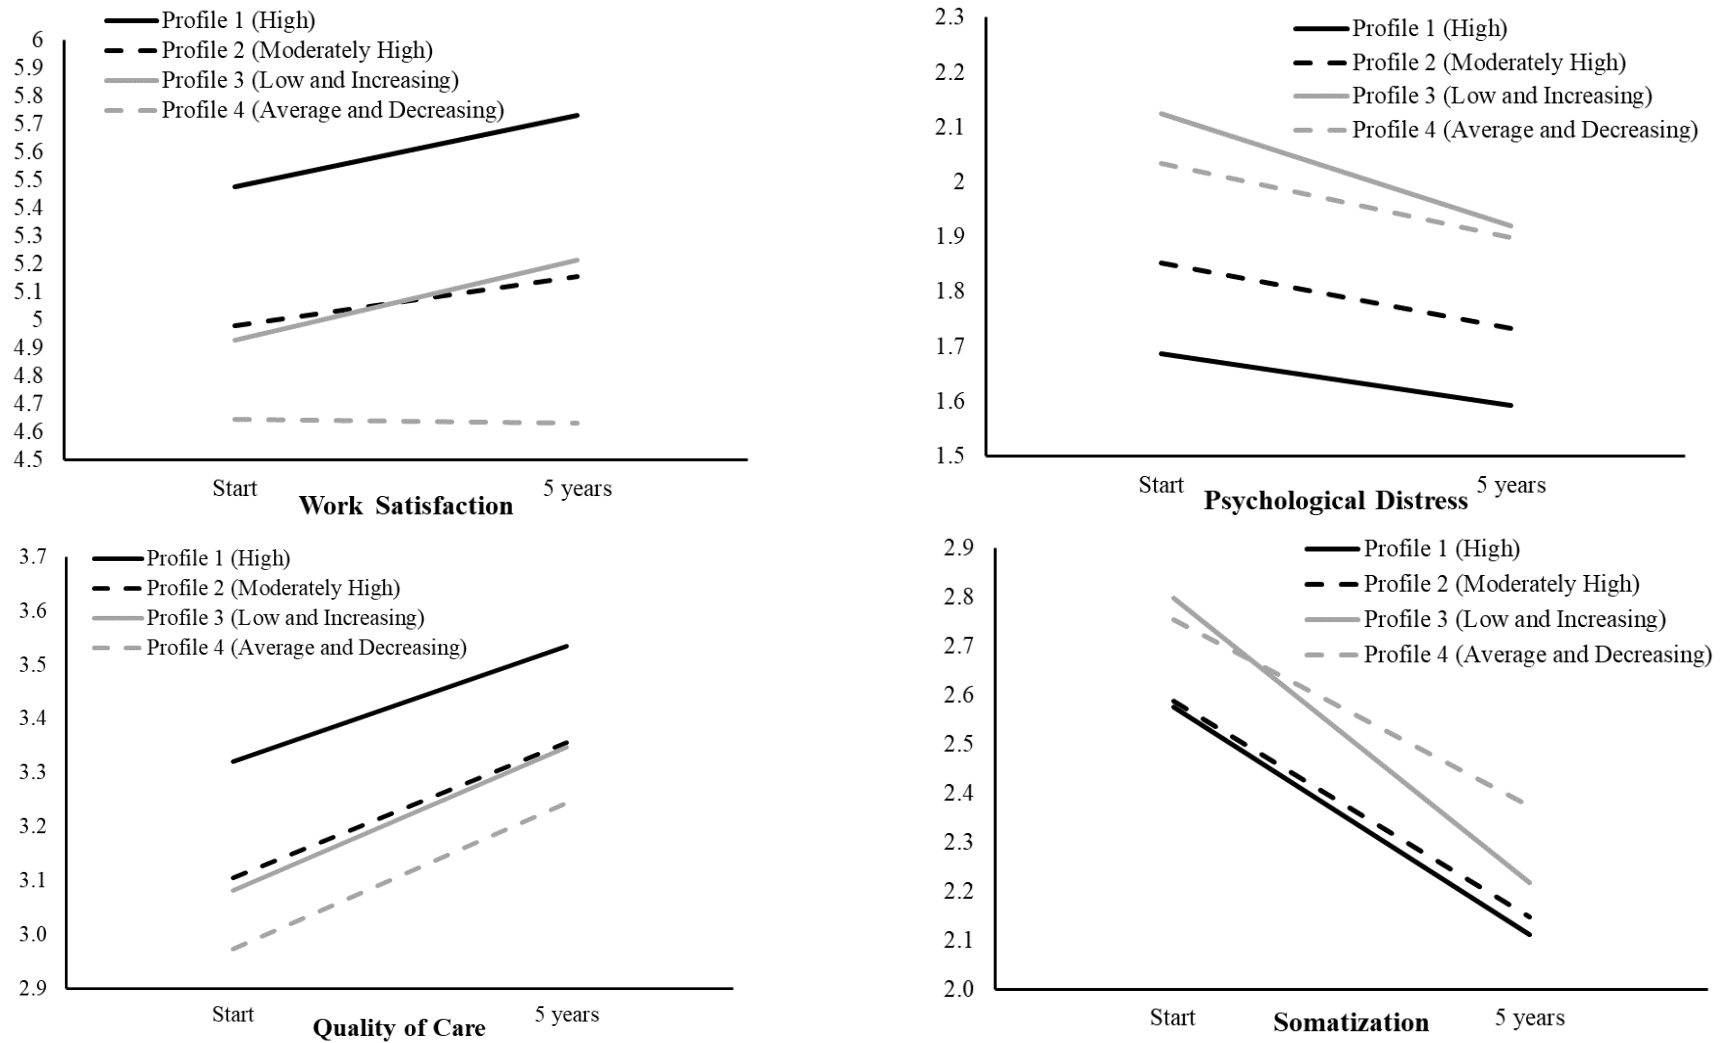 Profile 1 (High)
Profile 2 (Moderately High)
Profile 3 (Low and Increasing)
Profile 4 (Average and Decreasing)
6
5.9
5.8
5.7
5.6
5.5
5.4
5.3
5.2
5.1
5
4.9
4.8
4.7
4.6
4.5
Start
5 years
Work Satisfaction
Profile 1 (High)
Profile 2 (Moderately High)
Profile 3 (Low and Increasing)
Profile 4 (Average and Decreasing)
2.3
2.2
2.1
2
1.9
1.8
1.7
1.6
1.5
Start
5 years
Psychological Distress
Profile 1 (High)
Profile 2 (Moderately High)
Profile 3 (Low and Increasing)
Profile 4 (Average and Decreasing)
3.7
3.6
3.5
3.4
3.3
3.2
3.1
3.0
2.9
Start
5 years
Quality of Care
Profile 1 (High)
Profile 2 (Moderately High)
Profile 3 (Low and Increasing)
Profile 4 (Average and Decreasing)
2.9
2.8
2.7
2.6
2.5
2.4
2.3
2.2
2.1
2.0
Start
5 years
Somatization